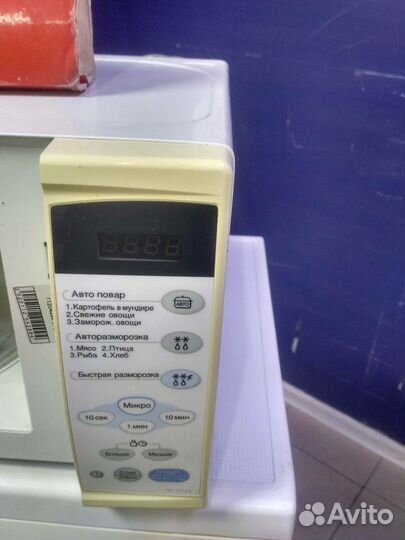 Авто повар
АВТО
1.Картофель в мундире
2.Свежие овощи
3.Заморож. овощи
Авторазморозка
1.Мясо 2.Птица
3.Рыба 4.Хлеб
Быстрая разморозка
Микро
10 сек
10 мин
1 мин
Больше
Меньше
Avito